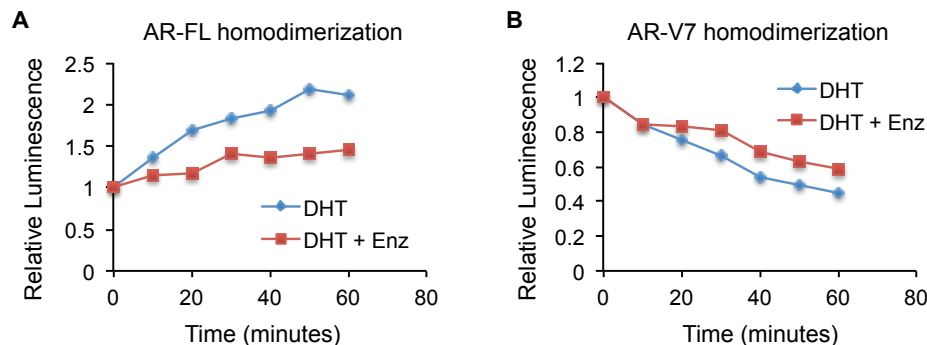 A
AR-FL homodimerization
Relative Luminescence
2.5
2
1.5
1
0.5
0
DHT
DHT + Enz
0 20 40 60 80
Time (minutes)
B
AR-V7 homodimerization
Relative Luminescence
1.2
1
0.8
0.6
0.4
0.2
0
DHT
DHT + Enz
0 20 40 60 80
Time (minutes)